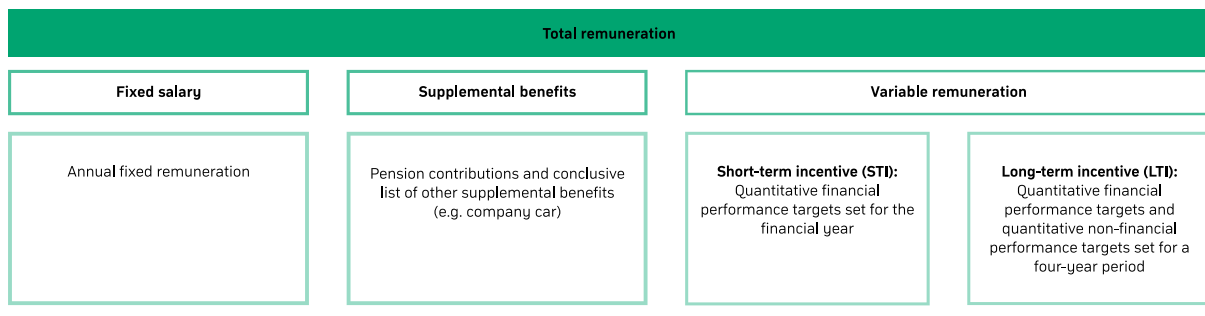 Total remuneration
Fixed salary
Supplemental benefits
Variable remuneration
Annual fixed remuneration
Pension contributions and conclusive
list of other supplemental benefits
(e.g. company car)
Short-term incentive (STI):
Quantitative financial
performance targets set for the
financial year
Long-term incentive (LTI):
Quantitative financial
performance targets and
quantitative non-financial
performance targets set for a
four-year period